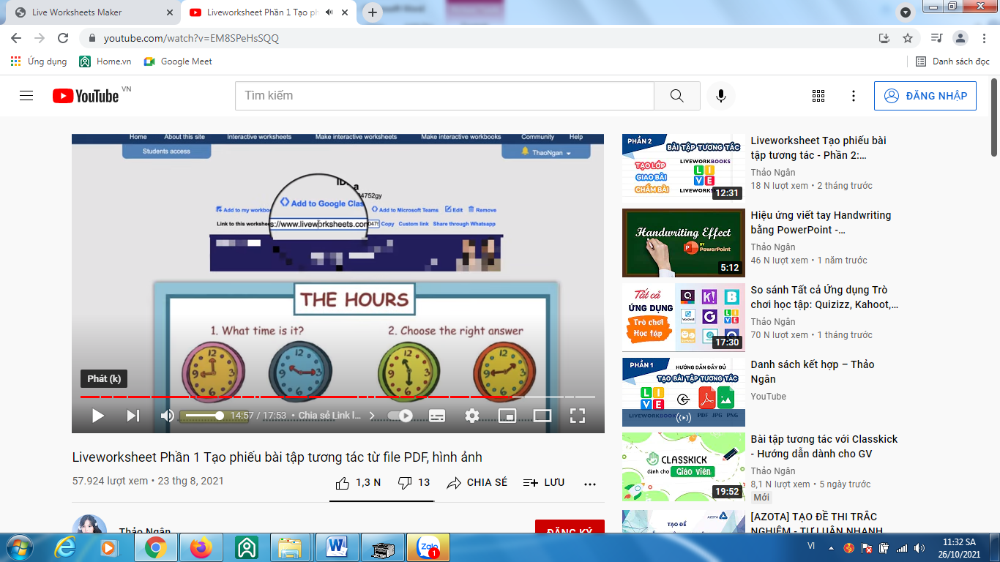 Live Worksheets Maker
Liveworksheet Phần 1 Tạo ph
youtube.com/watch?v=EM8SPeHsSQQ
Ứng dụng
Home.vn
Google Meet
Danh sách đọc
YouTube VN
Tìm kiếm
ĐĂNG NHẬP
Home About this site Interactive worksheets Make interactive worksheets Make interactive workbooks Community Help
Students access
ThaoNgan
4752gy
Add to my workbo
Add to Google Clas
Add to Microsoft Teams Edit Remove
Link to this workshee
s://www.liveworksheets.com
Copy Custom link Share through Whatsapp
THE HOURS
1. What time is it?
2. Choose the right answer
Phát (k)
14:57 / 17:53 • Chia sẻ Link l...
Liveworksheet Phần 1 Tạo phiếu bài tập tương tác từ file PDF, hình ảnh
57.924 lượt xem • 23 thg 8, 2021
1,3 N
13
CHIA SẺ
LƯU
Thảo Ngân
ĐĂNG KÝ
PHẦN 2
BÀI TẬP TƯƠNG TÁC
TẠO LỚP
GIAO BÀI
CHẤM BÀI
LIVEWORKBOOKS
LIVE
LIVEWORKS
12:31
Liveworksheet Tạo phiếu bài
tập tương tác - Phần 2:...
Thảo Ngân
18 N lượt xem • 2 tháng trước
Handwriting Effect
BY
PowerPoint
5:12
Hiệu ứng viết tay Handwriting
bằng PowerPoint -...
Thảo Ngân
46 N lượt xem • 1 năm trước
Tất cả
ỨNG DỤNG
Trò chơi
Học tập
17:30
So sánh Tất cả Ứng dụng Trò
chơi học tập: Quizizz, Kahoot,...
Thảo Ngân
70 N lượt xem • 1 tháng trước
PHẦN 1
HƯỚNG DẪN ĐẦY ĐỦ
TẠO BÀI TẬP TƯƠNG TÁC
LIVE
LIVEWORKBOOK
PDF JPG PNG
Danh sách kết hợp – Thảo
Ngân
YouTube
CLASSKICK
dành cho Giáo viên
19:52
Bài tập tương tác với Classkick
- Hướng dẫn dành cho GV
Thảo Ngân
8,1 N lượt xem • 5 ngày trước
Mới
TẠO ĐỀ
AZOTA
[AZOTA] TẠO ĐỀ THI TRẮC
NGHIỆM - TỰ LUẬN NHANH
Zalo
1
VI
11:32 SA
26/10/2021